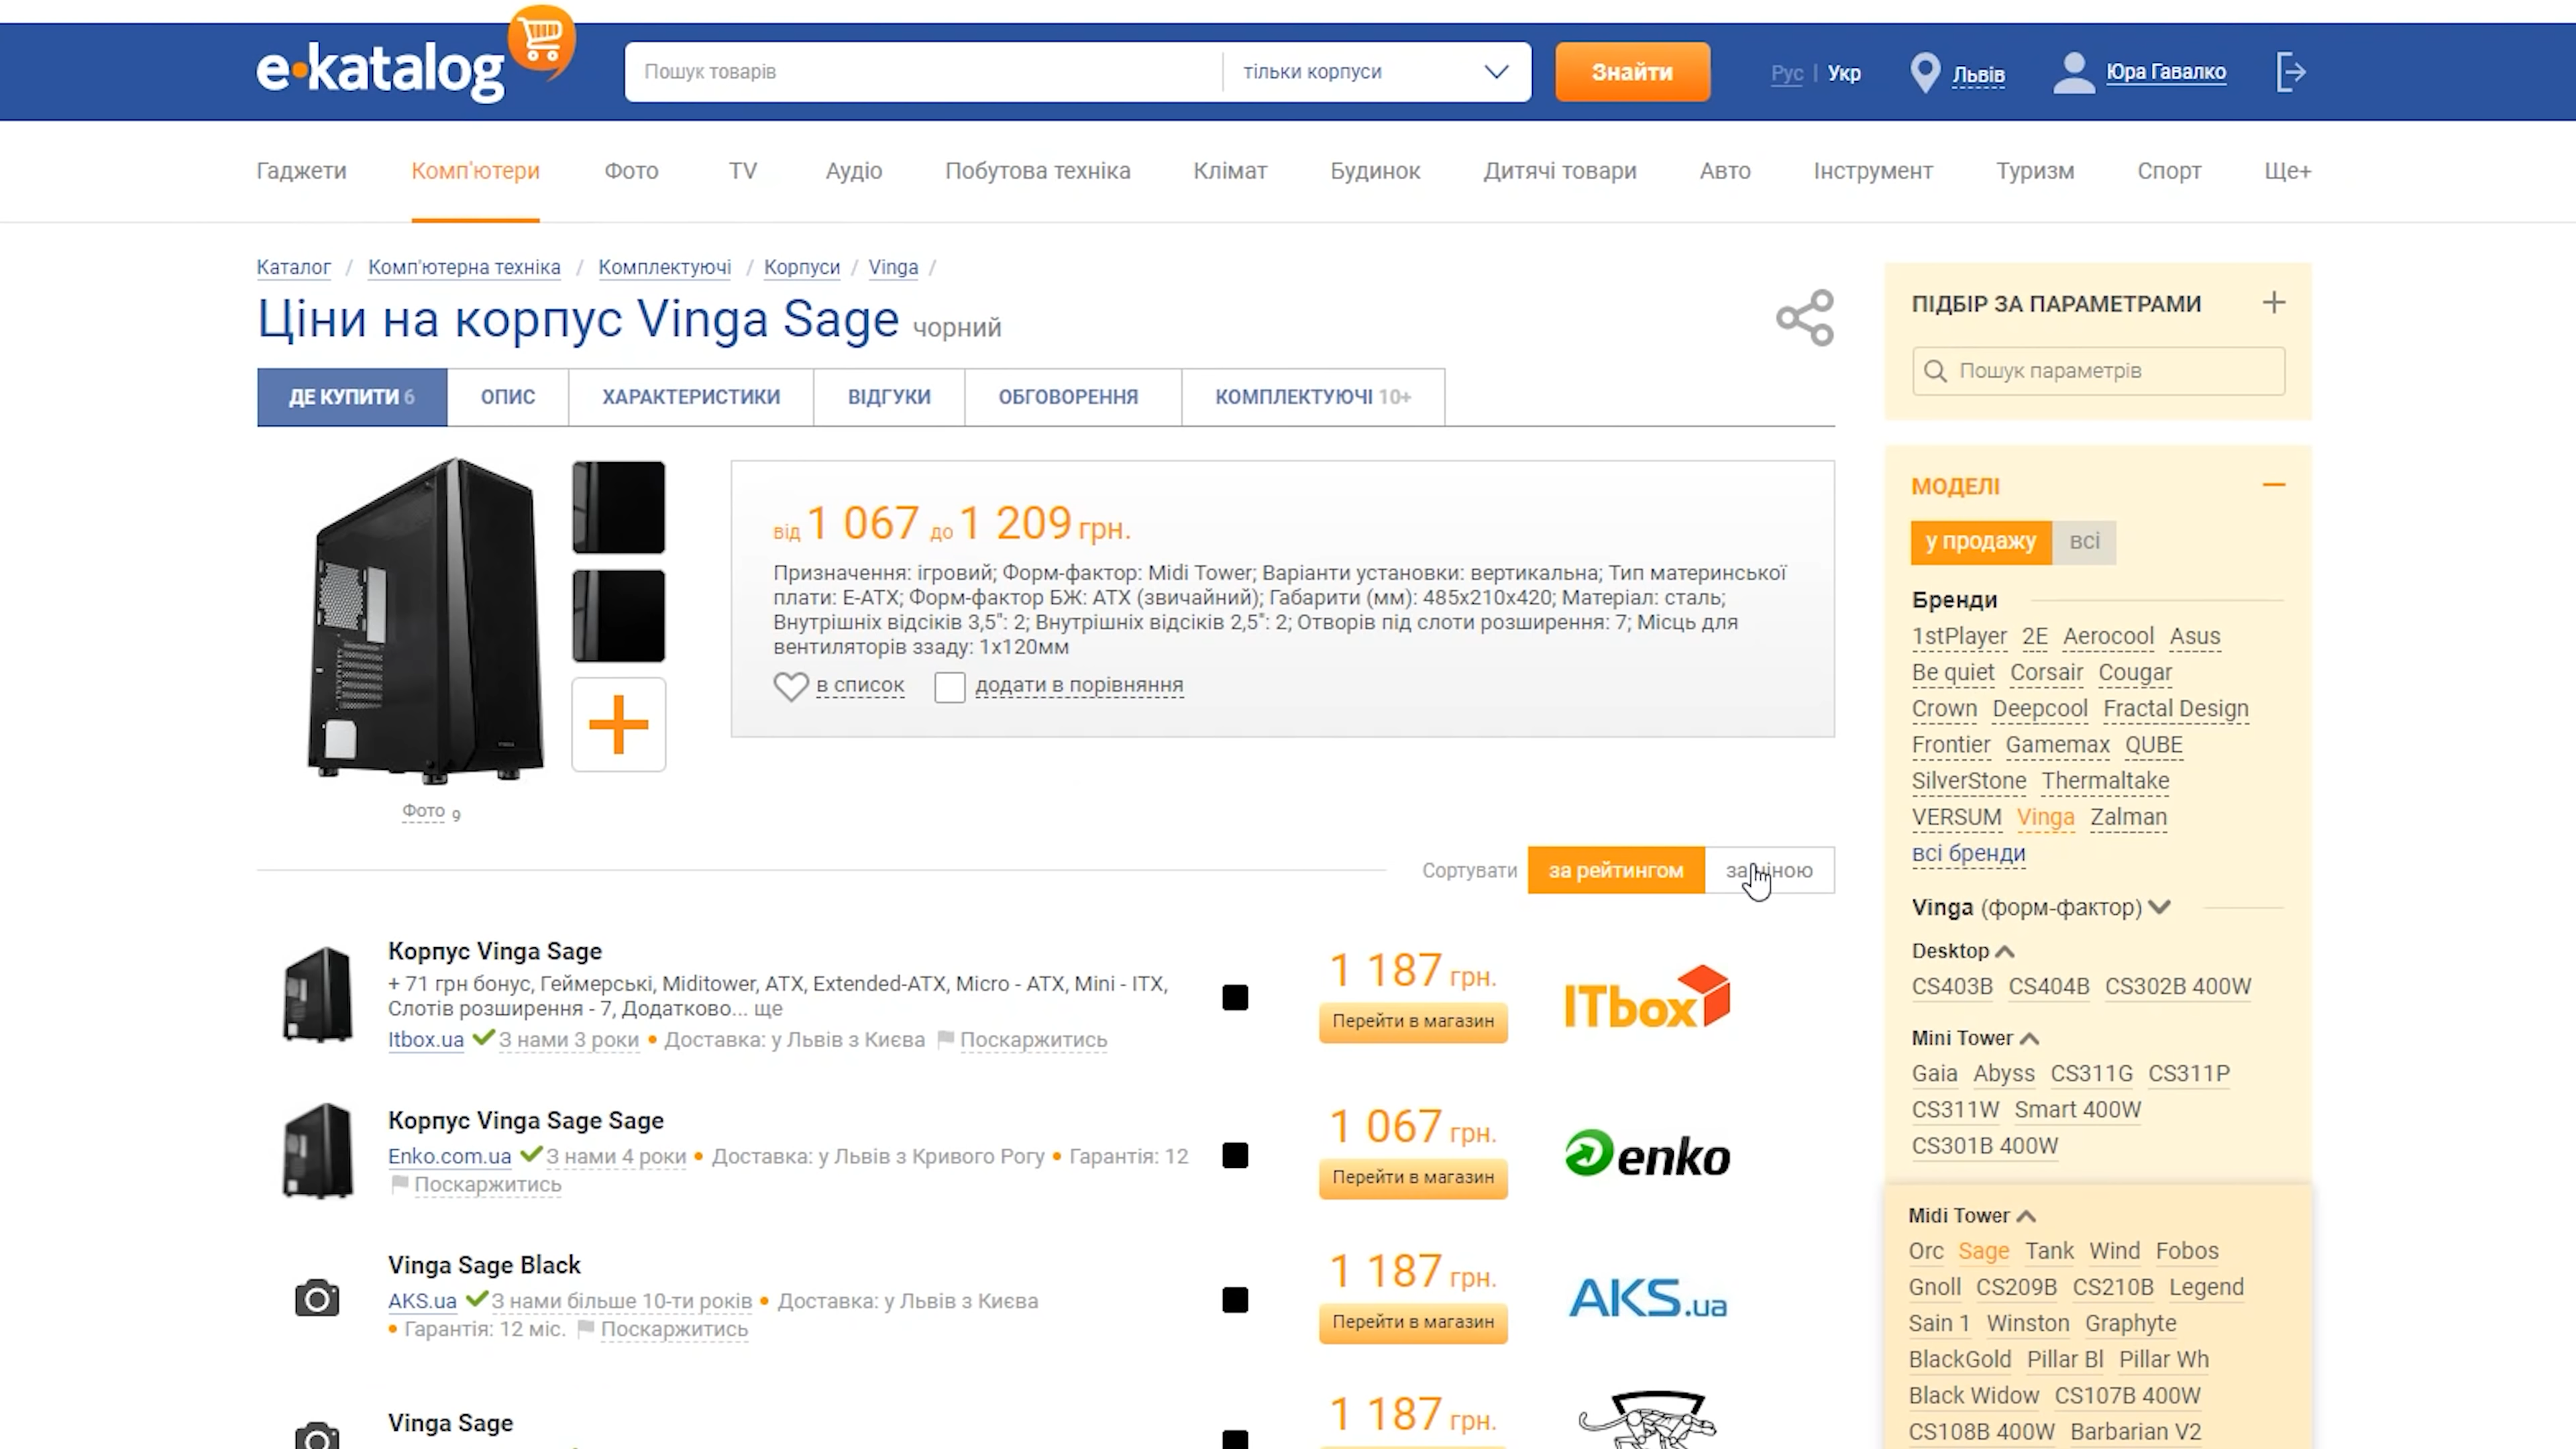 e•katalog
Пошук товарів
тільки корпуси
Знайти
Рус | Укр
Львів
Юра Гавалко
Гаджети
Комп'ютери
Фото
TV
Аудіо
Побутова техніка
Клімат
Будинок
Дитячі товари
Авто
Інструмент
Туризм
Спорт
Ще+
Каталог / Комп'ютерна техніка / Комплектуючі / Корпуси / Vinga /
Ціни на корпус Vinga Sage чорний
ДЕ КУПИТИ 6
ОПИС
ХАРАКТЕРИСТИКИ
ВІДГУКИ
ОБГОВОРЕННЯ
КОМПЛЕКТУЮЧІ 10+
від 1 067 до 1 209 грн.
Призначення: ігровий; Форм-фактор: Midi Tower; Варіанти установки: вертикальна; Тип материнської
плати: E-ATX; Форм-фактор БЖ: ATX (звичайний); Габарити (мм): 485x210x420; Матеріал: сталь;
Внутрішніх відсіків 3,5": 2; Внутрішніх відсіків 2,5": 2; Отворів під слоти розширення: 7; Місць для
вентиляторів ззаду: 1x120мм
в список
додати в порівняння
Фото 9
Сортувати
за рейтингом
Корпус Vinga Sage
+ 71 грн бонус, Геймерські, Miditower, ATX, Extended-ATX, Micro - ATX, Mini - ITX,
Слотів розширення - 7, Додатково... ще
Itbox.ua З нами 3 роки • Доставка: у Львів з Києва Поскаржитись
1 187 грн.
Перейти в магазин
ITbox
Корпус Vinga Sage Sage
Enko.com.ua З нами 4 роки • Доставка: у Львів з Кривого Рогу • Гарантія: 12
Поскаржитись
1 067 грн.
Перейти в магазин
enko
Vinga Sage Black
AKS.ua З нами більше 10-ти років • Доставка: у Львів з Києва
• Гарантія: 12 міс. Поскаржитись
1 187 грн.
Перейти в магазин
AKS.ua
Vinga Sage
1 187 грн.
ПІДБІР ЗА ПАРАМЕТРАМИ
Пошук параметрів
МОДЕЛІ
у продажу
всі
Бренди
1stPlayer 2E Aerocool Asus
Be quiet Corsair Cougar
Crown Deepcool Fractal Design
Frontier Gamemax QUBE
SilverStone Thermaltake
VERSUM Vinga Zalman
всі бренди
Vinga (форм-фактор)
Desktop
CS403B CS404B CS302B 400W
Mini Tower
Gaia Abyss CS311G CS311P
CS311W Smart 400W
CS301B 400W
Midi Tower
Orc Sage Tank Wind Fobos
Gnoll CS209B CS210B Legend
Sain 1 Winston Graphyte
BlackGold Pillar Bl Pillar Wh
Black Widow CS107B 400W
CS108B 400W Barbarian V2